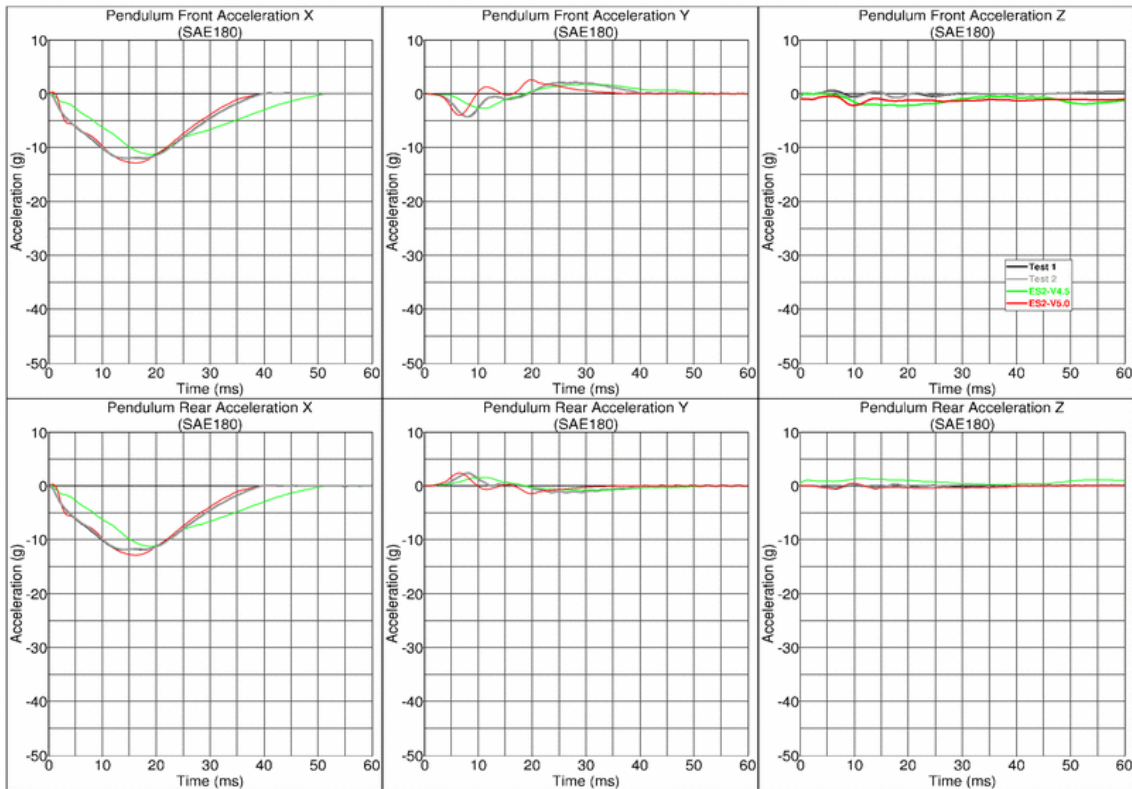 Pendulum Front Acceleration X
(SAE180)
10
0
-10
-20
-30
-40
-50
Acceleration (g)
0 10 20 30 40 50 60
Time (ms)
Pendulum Front Acceleration Y
(SAE180)
10
0
-10
-20
-30
-40
-50
Acceleration (g)
0 10 20 30 40 50 60
Time (ms)
Pendulum Front Acceleration Z
(SAE180)
10
0
-10
-20
-30
-40
-50
Acceleration (g)
Test 1
Test 2
ES2-V4.5
ES2-V5.0
0 10 20 30 40 50 60
Time (ms)
Pendulum Rear Acceleration X
(SAE180)
10
0
-10
-20
-30
-40
-50
Acceleration (g)
0 10 20 30 40 50 60
Time (ms)
Pendulum Rear Acceleration Y
(SAE180)
10
0
-10
-20
-30
-40
-50
Acceleration (g)
0 10 20 30 40 50 60
Time (ms)
Pendulum Rear Acceleration Z
(SAE180)
10
0
-10
-20
-30
-40
-50
Acceleration (g)
0 10 20 30 40 50 60
Time (ms)